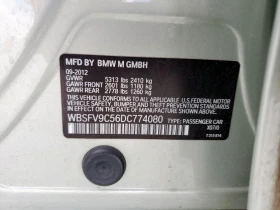 MFD BY BMW M GMBH
09-2012
GVWR 5313 lbs 2410 kg
GAWR FRONT 2601 lbs 1180 kg
GAWR REAR 2778 lbs 1260 kg
THIS VEHICLE CONFORMS TO ALL APPLICABLE FEDERAL MOTOR
VEHICLE SAFETY, BUMPER, AND THEFT PREVENTION
STANDARDS IN EFFECT ON THE DATE OF MANUFACTURE
SHOWN ABOVE.
WBSFV9C56DC774080
TYPE: PASSENGER CAR